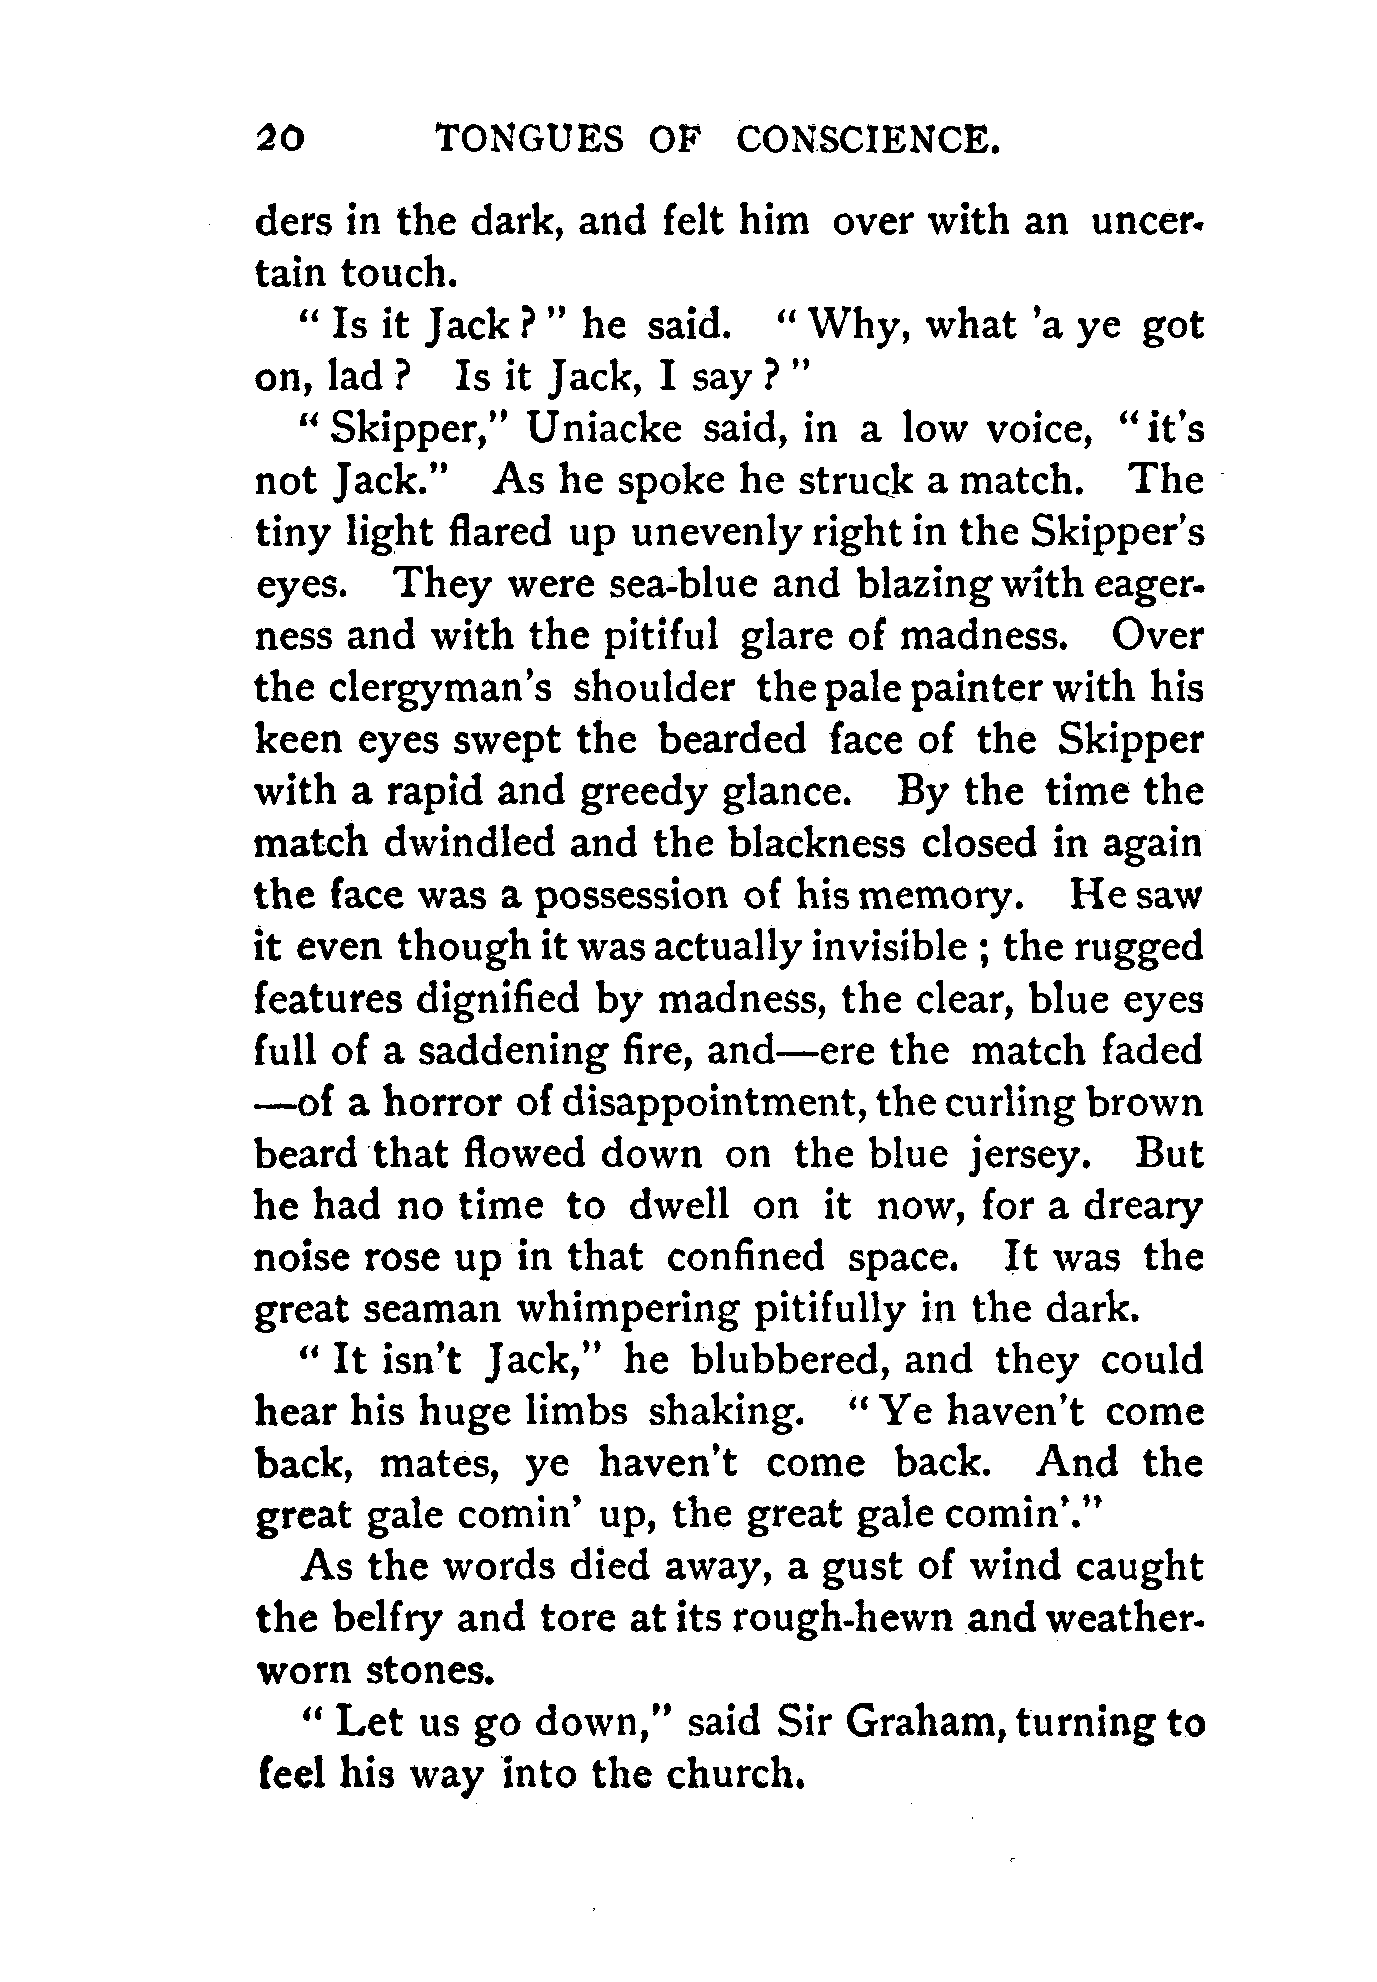 20 TONGUES OF CONSCIENCE.
ders in the dark, and felt him over with an uncer-
tain touch.
" Is it Jack ? " he said. " Why, what 'a ye got
on, lad ? Is it Jack, I say ? "
" Skipper," Uniacke said, in a low voice, " it's
not Jack." As he spoke he struck a match. The
tiny light flared up unevenly right in the Skipper's
eyes. They were sea-blue and blazing with eager-
ness and with the pitiful glare of madness. Over
the clergyman's shoulder the pale painter with his
keen eyes swept the bearded face of the Skipper
with a rapid and greedy glance. By the time the
match dwindled and the blackness closed in again
the face was a possession of his memory. He saw
it even though it was actually invisible ; the rugged
features dignified by madness, the clear, blue eyes
full of a saddening fire, and—ere the match faded
—of a horror of disappointment, the curling brown
beard that flowed down on the blue jersey. But
he had no time to dwell on it now, for a dreary
noise rose up in that confined space. It was the
great seaman whimpering pitifully in the dark.
" It isn't Jack," he blubbered, and they could
hear his huge limbs shaking. " Ye haven't come
back, mates, ye haven't come back. And the
great gale comin' up, the great gale comin'."
As the words died away, a gust of wind caught
the belfry and tore at its rough-hewn and weather-
worn stones.
" Let us go down," said Sir Graham, turning to
feel his way into the church.